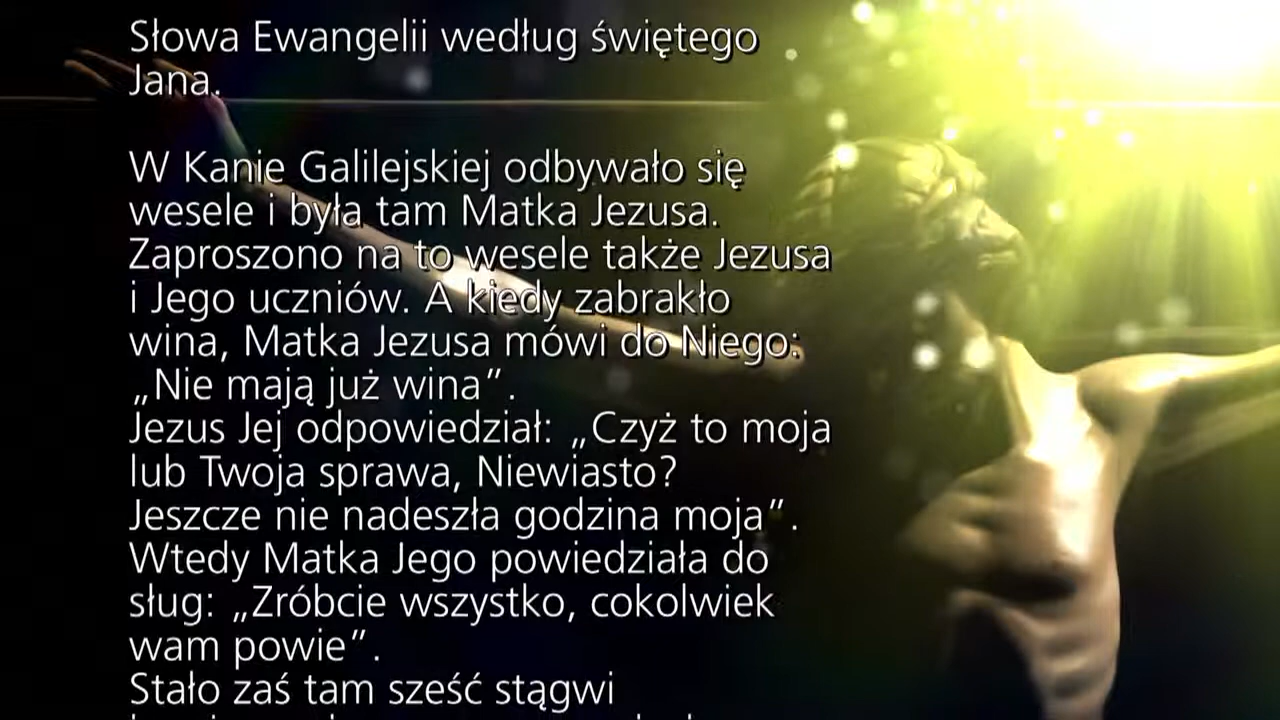 Słowa Ewangelii według świętego
Jana.
W Kanie Galilejskiej odbywało się
wesele i była tam Matka Jezusa.
Zaproszono na to wesele także Jezusa
i Jego uczniów. A kiedy zabrakło
wina, Matka Jezusa mówi do Niego:
„Nie mają już wina”.
Jezus Jej odpowiedział: „Czyż to moja
lub Twoja sprawa, Niewiasto?
Jeszcze nie nadeszła godzina moja”.
Wtedy Matka Jego powiedziała do
sług: „Zróbcie wszystko, cokolwiek
wam powie”.
Stało zaś tam sześć stągwi